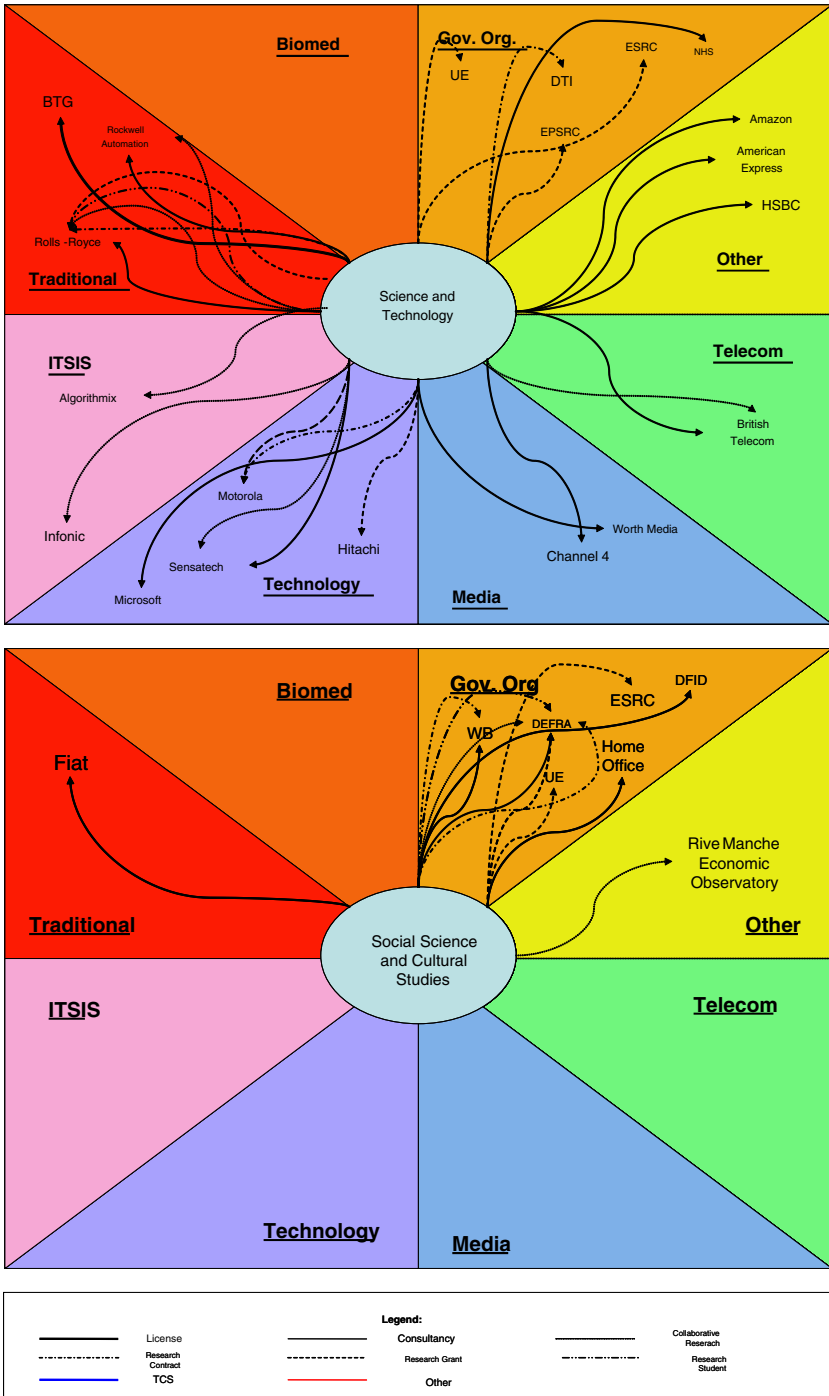 Biomed
Gov. Org.
ESRC
NHS
UE
DTI
BTG
Rockwell
Automation
EPSRC
Amazon
American
Express
HSBC
Rolls -Royce
Traditional
Other
Science and
Technology
ITSIS
Telecom
Algorithmix
British
Telecom
Motorola
Infonic
Sensatech
Hitachi
Worth Media
Channel 4
Technology
Media
Microsoft
Biomed
Gov. Org
ESRC
DFID
WB
DEFRA
Home
Office
Fiat
UE
Rive Manche
Economic
Observatory
Traditional
Other
Social Science
and Cultural
Studies
ITSIS
Telecom
Technology
Media
Legend:
License
Consultancy
Collaborative
Reserach
Research
Contract
Research Grant
Research
Student
TCS
Other